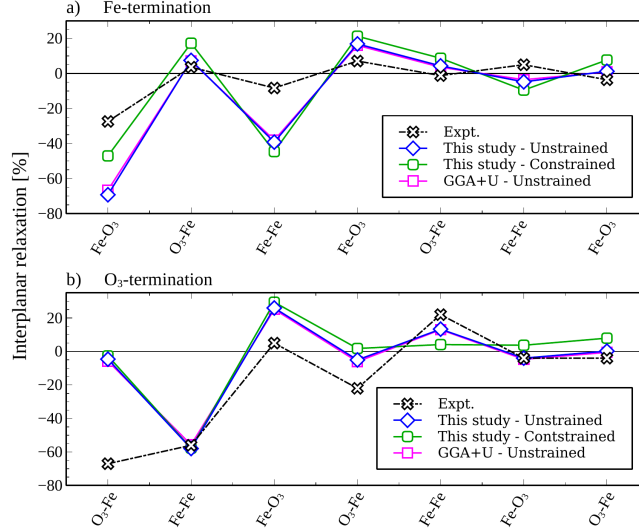 a) Fe-termination
20
0
−20
−40
−60
−80
Expt.
This study - Unstrained
This study - Constrained
GGA+U - Unstrained
Fe-O₃
O₃-Fe
Fe-Fe
Fe-O₃
O₃-Fe
Fe-Fe
Fe-O₃
Interplanar relaxation [%]
b) O₃-termination
20
0
−20
−40
−60
−80
Expt.
This study - Unstrained
This study - Contstrained
GGA+U - Unstrained
O₃-Fe
Fe-Fe
Fe-O₃
O₃-Fe
Fe-Fe
Fe-O₃
O₃-Fe